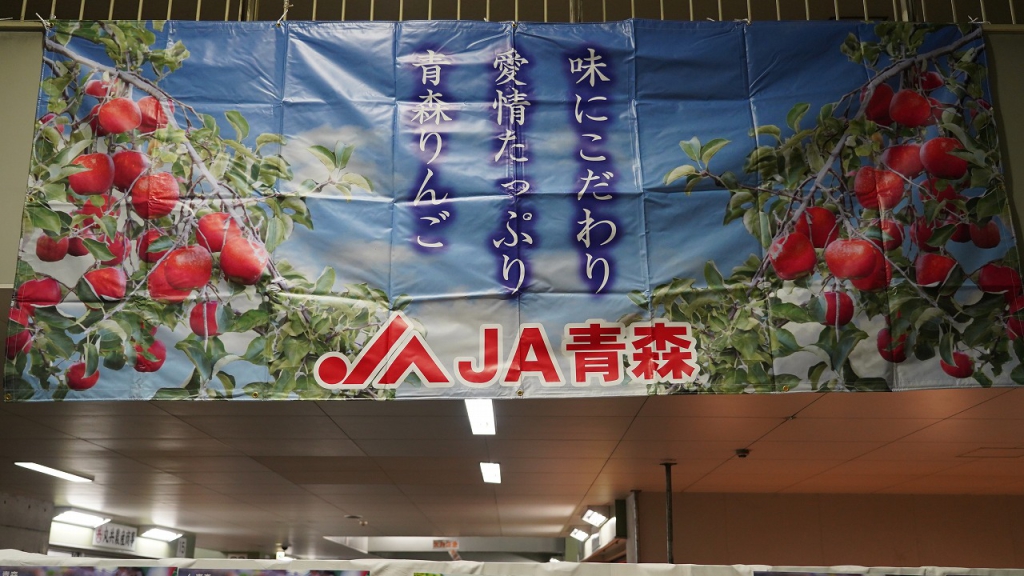 味にこだわり
愛情たっぷり
青森りんご
JA青森